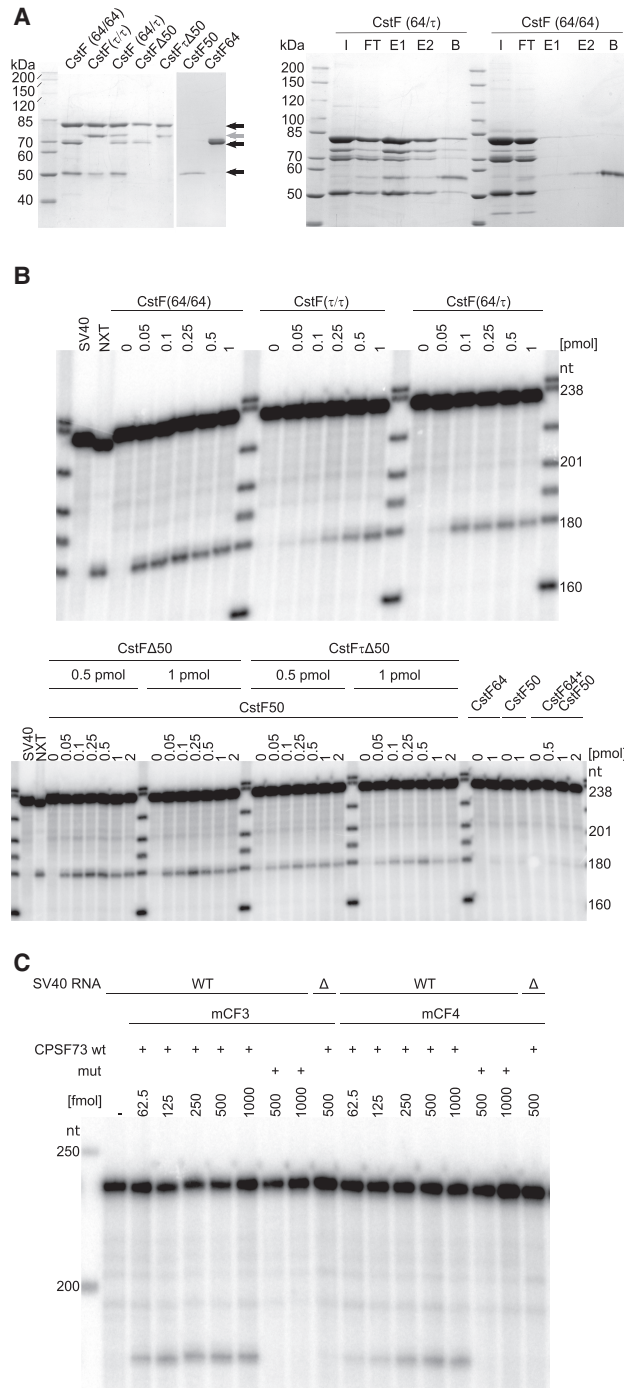 A
CstF (64/64)
CstF(τ/τ)
CstF (64/τ)
CstFΔ50
CstFτΔ50
CstF50
CstF64
kDa
200
150
120
85
70
60
50
40
CstF (64/τ) CstF (64/64)
kDa I FT E1 E2 B I FT E1 E2 B
200
150
120
100
85
70
60
50
B
CstF(64/64) CstF(τ/τ) CstF(64/τ)
SV40 NXT 0 0.05 0.1 0.25 0.5 1 0 0.05 0.1 0.25 0.5 1 0 0.05 0.1 0.25 0.5 1 [pmol]
nt
238
201
180
160
CstFΔ50 CstFτΔ50
0.5 pmol 1 pmol 0.5 pmol 1 pmol CstF64 CstF50 CstF64+ CstF50
CstF50
SV40 NXT 0 0.05 0.1 0.25 0.5 1 2 0 0.05 0.1 0.25 0.5 1 2 0 0.05 0.1 0.25 0.5 1 2 0 0.05 0.1 0.25 0.5 1 2 0 1 0 1 0 0.5 1 2 [pmol]
nt
238
201
180
160
C
SV40 RNA WT Δ WT Δ
mCF3 mCF4
CPSF73 wt + + + + + + + + + + + +
mut + + + +
[fmol] - 62.5 125 250 500 1000 500 1000 500 62.5 125 250 500 1000 500 1000 500
nt
250
200